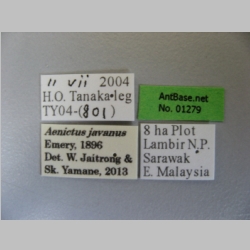 11 vii 2004
H.O. Tanaka leg
TY04-(801)
AntBase.net
No. 01279
Aenictus javanus
Emery, 1896
Det. W. Jaitrong &
Sk. Yamane, 2013
8 ha Plot
Lambir N.P.
Sarawak
E. Malaysia